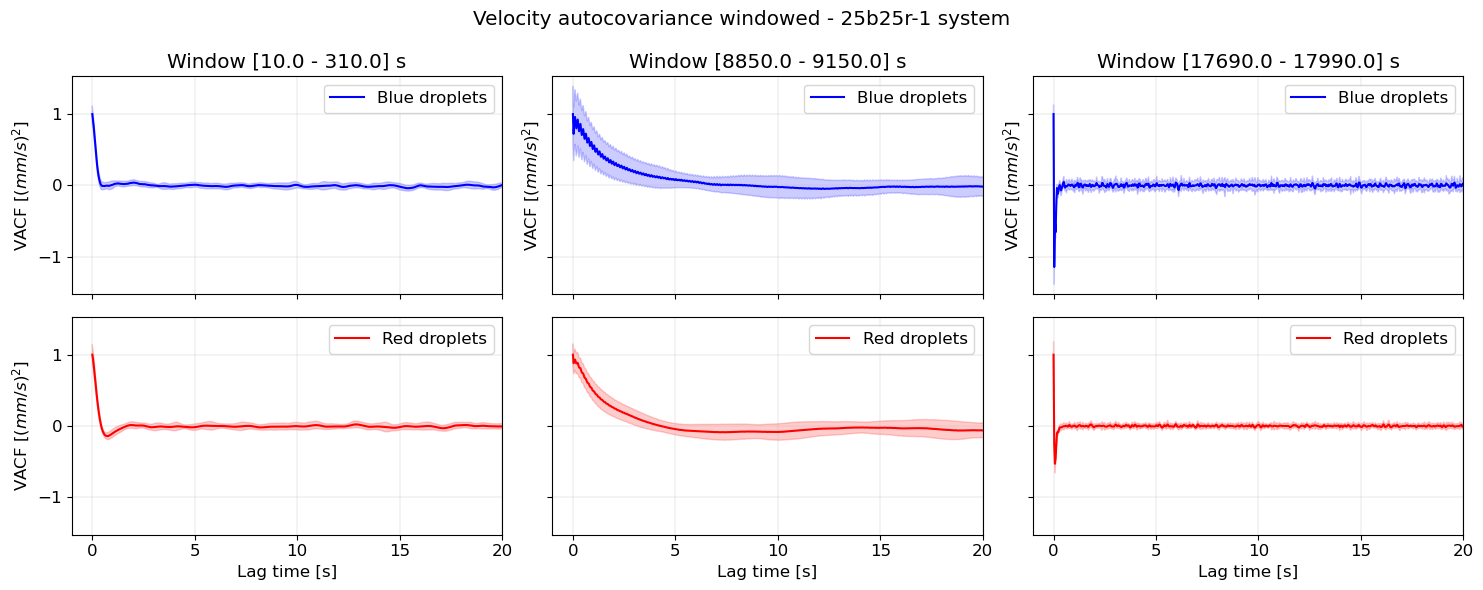 Velocity autocovariance windowed - 25b25r-1 system
Window [10.0 - 310.0] s
Window [8850.0 - 9150.0] s
Window [17690.0 - 17990.0] s
Blue droplets
Blue droplets
Blue droplets
VACF [(mm/s)²]
VACF [(mm/s)²]
VACF [(mm/s)²]
1
0
−1
Red droplets
Red droplets
Red droplets
VACF [(mm/s)²]
1
0
−1
0 5 10 15 20
0 5 10 15 20
0 5 10 15 20
Lag time [s]
Lag time [s]
Lag time [s]